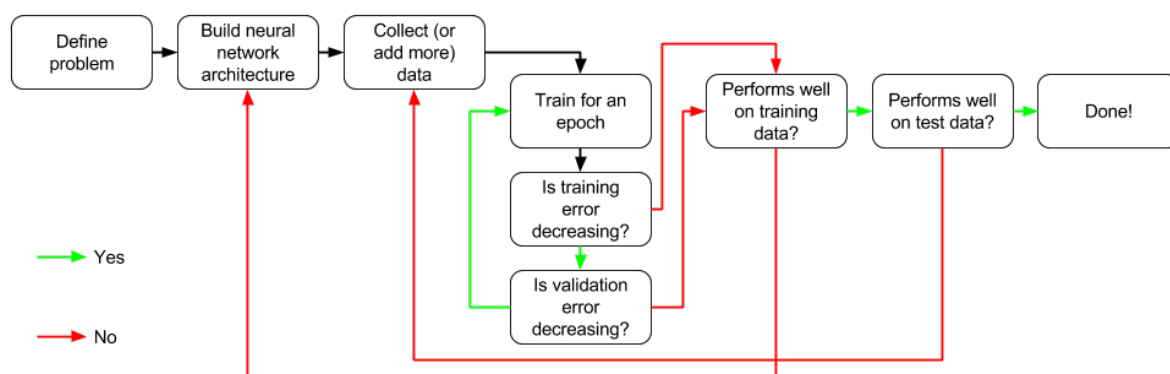 Define
problem
Build neural
network
architecture
Collect (or
add more)
data
Train for an
epoch
Is training
error
decreasing?
Is validation
error
decreasing?
Performs well
on training
data?
Performs well
on test data?
Done!
Yes
No